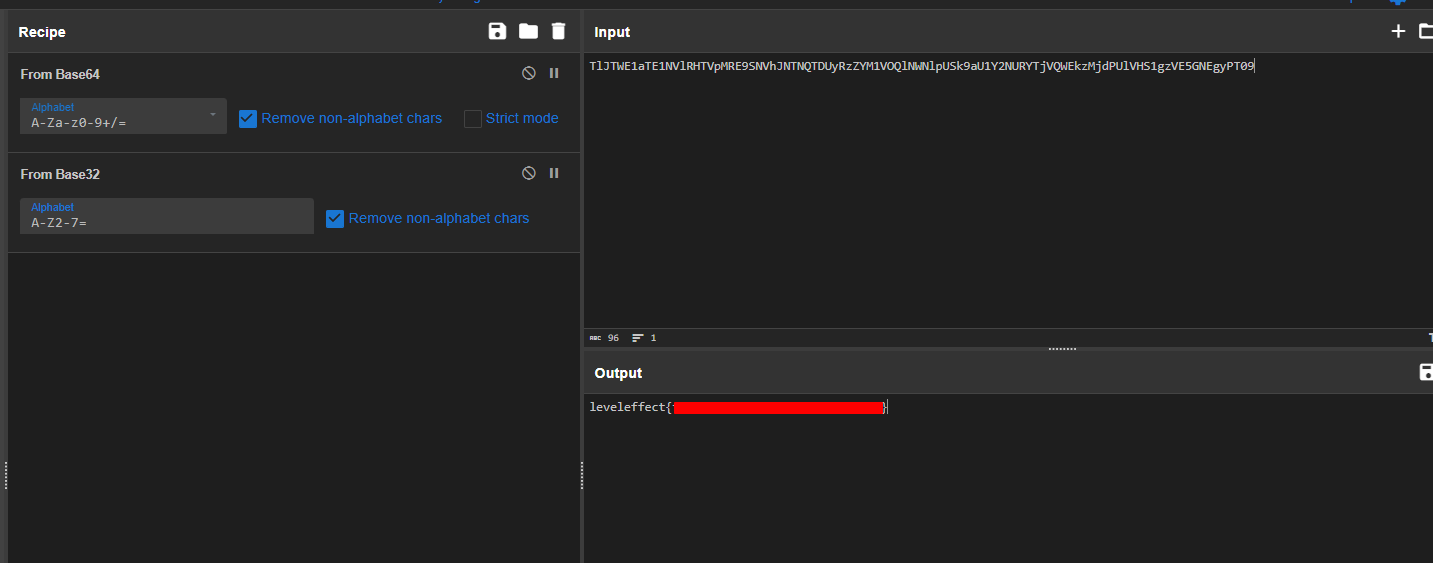 Recipe
From Base64
Alphabet
A-Za-z0-9+/=
Remove non-alphabet chars
Strict mode
From Base32
Alphabet
A-Z2-7=
Remove non-alphabet chars
Input
TlJTWE1aTE1NVlRHTVpMRE9SNVhJNTNQTDUyRzZYM1VOQlNWNlpUSk9aU1Y2NURYTjVQWEkzMjdPUlVHS1gzVE5GNEgyPT09
ABC 96
1
Output
leveleffect{
}